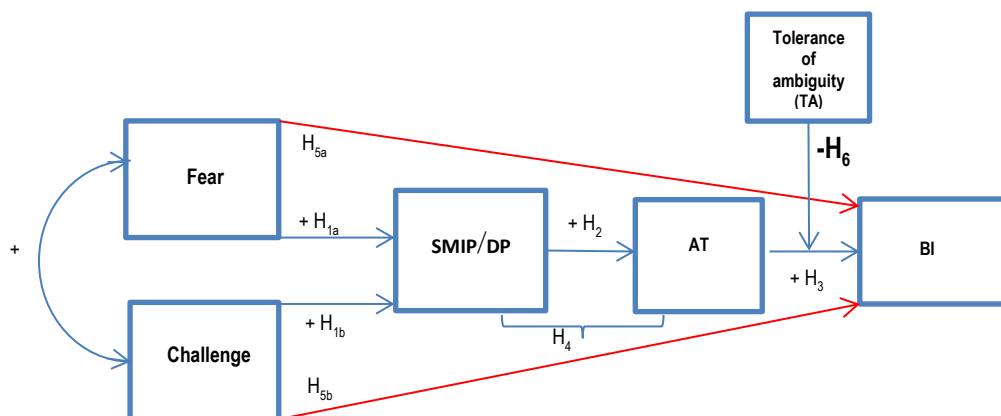 Tolerance
of
ambiguity
(TA)
H5a
-H6
Fear
+ H1a
+ H2
SMIP/DP
AT
BI
+
+ H3
+ H1b
H4
Challenge
H5b